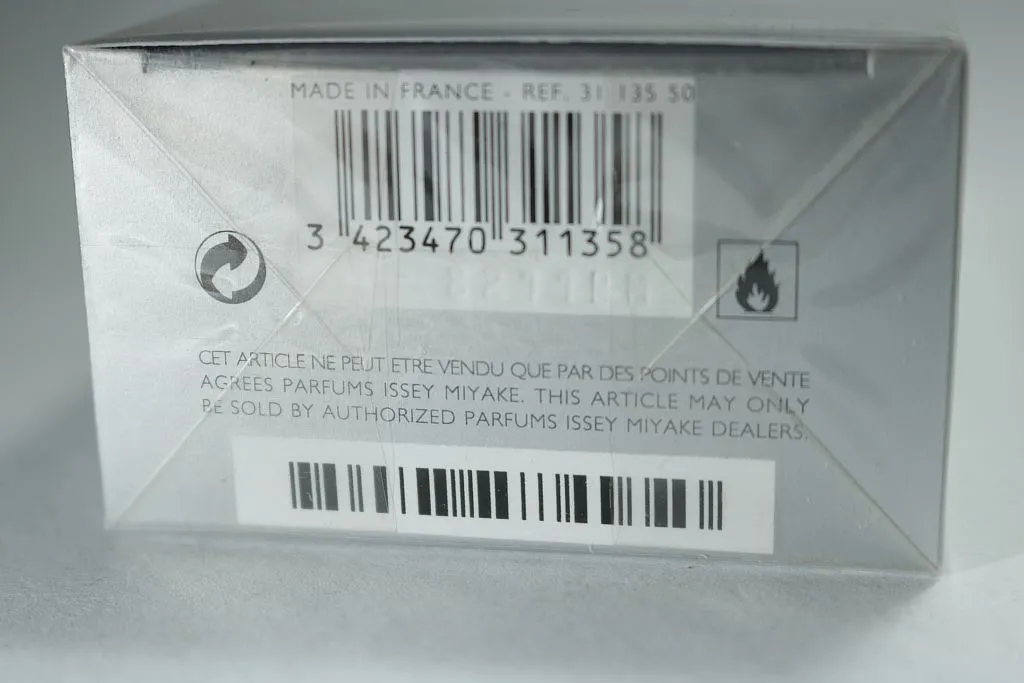 MADE IN FRANCE - REF. 31 135 50
3 423470 311358
CET ARTICLE NE PEUT ETRE VENDU QUE PAR DES POINTS DE VENTE
AGREES PARFUMS ISSEY MIYAKE. THIS ARTICLE MAY ONLY
BE SOLD BY AUTHORIZED PARFUMS ISSEY MIYAKE DEALERS.